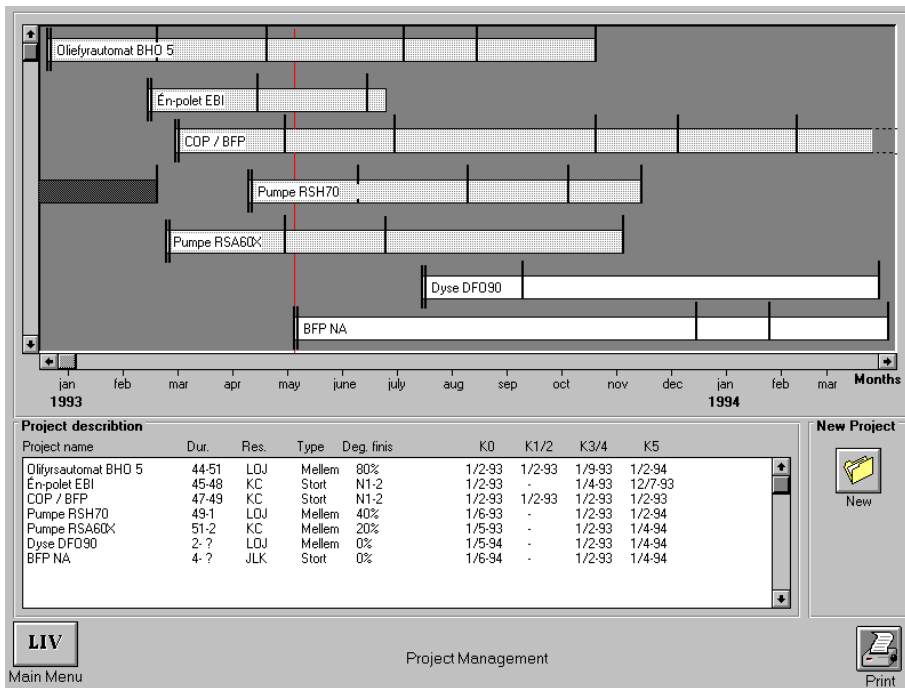 Oliefyrautomat BHO 5
Én-polet EBI
COP / BFP
Pumpe RSH70
Pumpe RSA60X
Dyse DFO90
BFP NA
jan feb mar apr may june july aug sep oct nov dec jan feb mar Months
1993 1994
Project describtion
Project name Dur. Res. Type Deg. finis K0 K1/2 K3/4 K5
Olifyrsautomat BHO 5 44-51 LOJ Mellem 80% 1/2-93 1/2-93 1/9-93 1/2-94
Én-polet EBI 45-48 KC Stort N1-2 1/2-93 - 1/4-93 12/7-93
COP / BFP 47-49 KC Stort N1-2 1/2-93 1/2-93 1/2-93 1/2-93
Pumpe RSH70 49-1 LOJ Mellem 40% 1/6-93 - 1/2-93 1/2-94
Pumpe RSA60X 51-2 KC Mellem 20% 1/5-93 - 1/2-93 1/4-94
Dyse DFO90 2- ? LOJ Mellem 0% 1/5-94 - 1/2-93 1/4-94
BFP NA 4- ? JLK Stort 0% 1/6-94 - 1/2-93 1/4-94
New Project
New
LIV
Main Menu
Project Management
Print